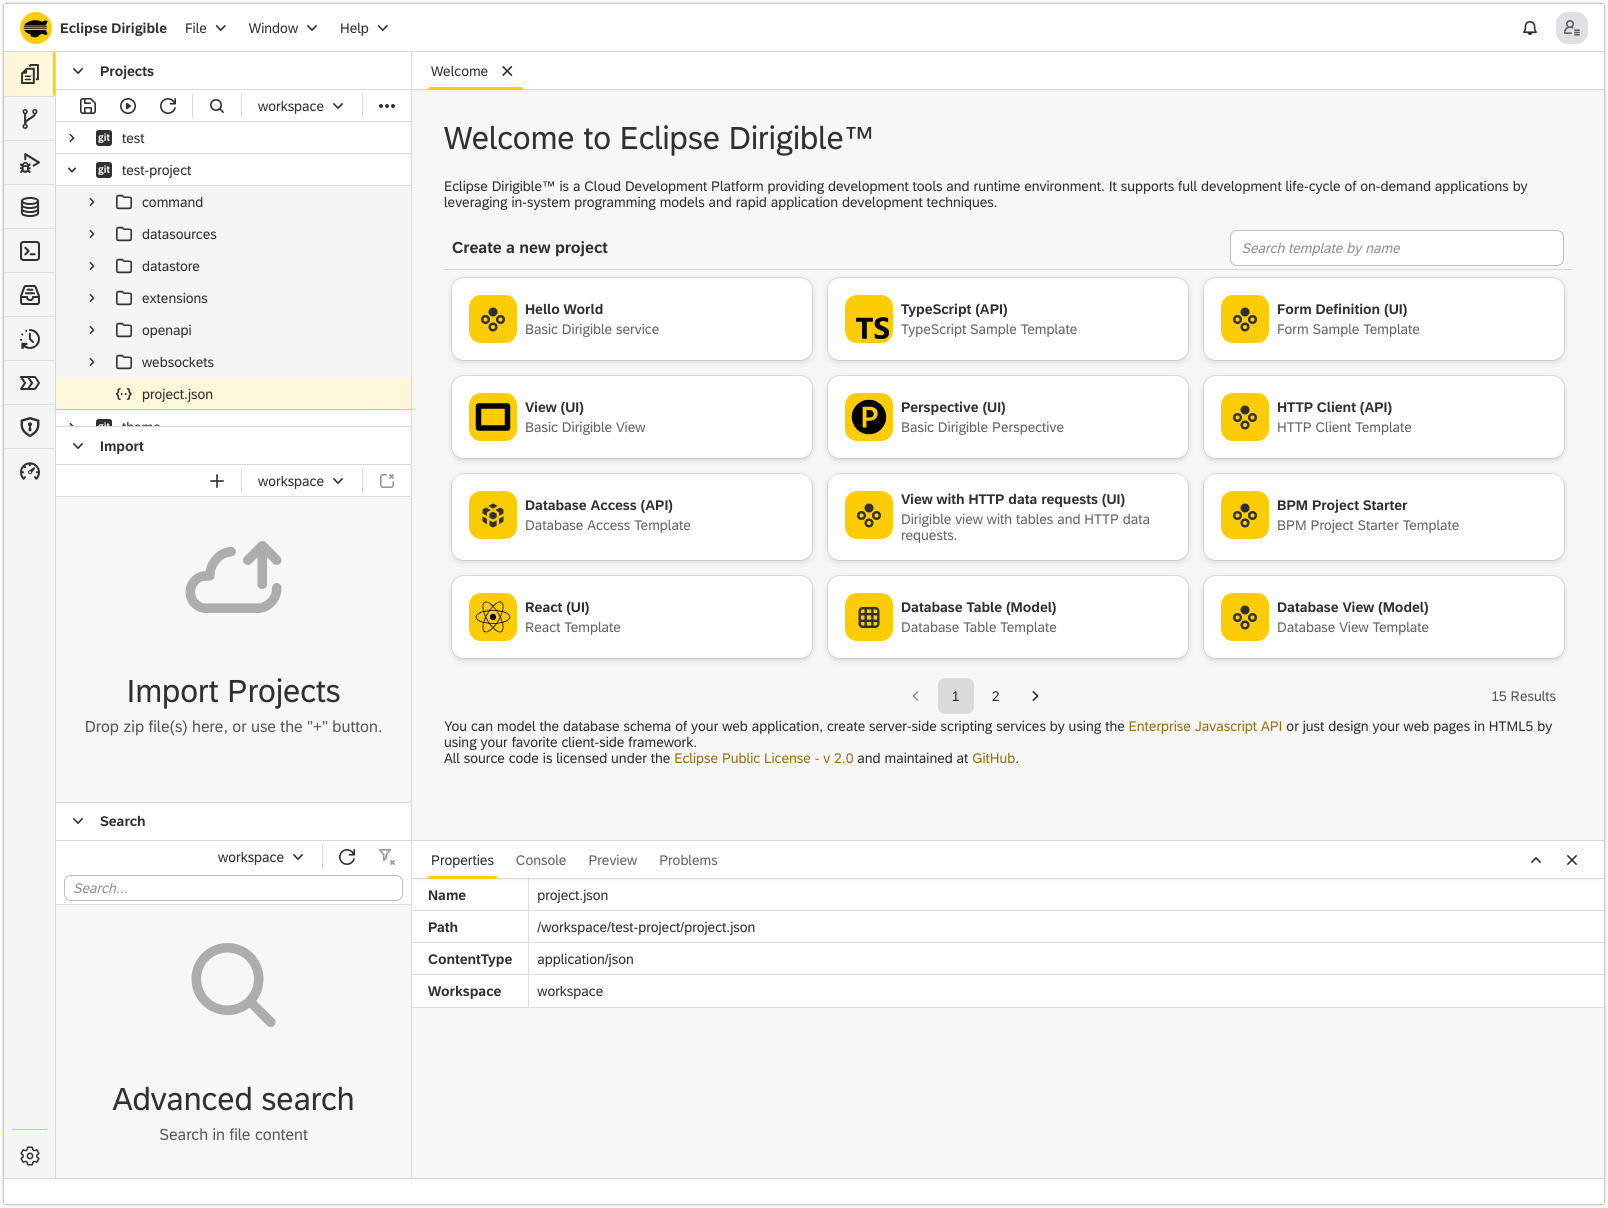 Eclipse Dirigible File Window Help
Projects
workspace
git test
git test-project
command
datasources
datastore
extensions
openapi
websockets
project.json
Import
workspace
Import Projects
Drop zip file(s) here, or use the "+" button.
Search
workspace
Search...
Advanced search
Search in file content
Welcome
Welcome to Eclipse Dirigible™
Eclipse Dirigible™ is a Cloud Development Platform providing development tools and runtime environment. It supports full development life-cycle of on-demand applications by
leveraging in-system programming models and rapid application development techniques.
Create a new project
Search template by name
Hello World
Basic Dirigible service
TS
TypeScript (API)
TypeScript Sample Template
Form Definition (UI)
Form Sample Template
View (UI)
Basic Dirigible View
P
Perspective (UI)
Basic Dirigible Perspective
HTTP Client (API)
HTTP Client Template
Database Access (API)
Database Access Template
View with HTTP data requests (UI)
Dirigible view with tables and HTTP data
requests.
BPM Project Starter
BPM Project Starter Template
React (UI)
React Template
Database Table (Model)
Database Table Template
Database View (Model)
Database View Template
1 2
15 Results
You can model the database schema of your web application, create server-side scripting services by using the Enterprise Javascript API or just design your web pages in HTML5 by
using your favorite client-side framework.
All source code is licensed under the Eclipse Public License - v 2.0 and maintained at GitHub.
Properties Console Preview Problems
Name project.json
Path /workspace/test-project/project.json
ContentType application/json
Workspace workspace